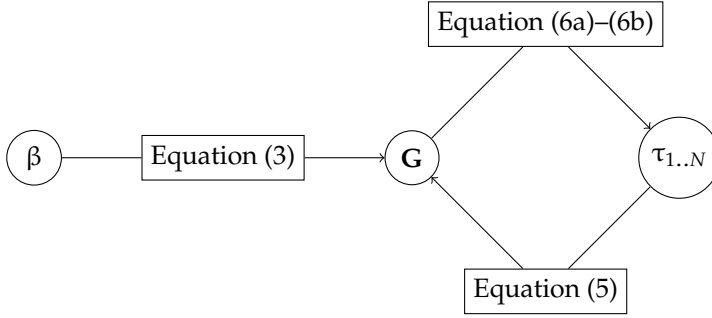 Equation (6a)–(6b)
β
Equation (3)
G
τ1..N
Equation (5)